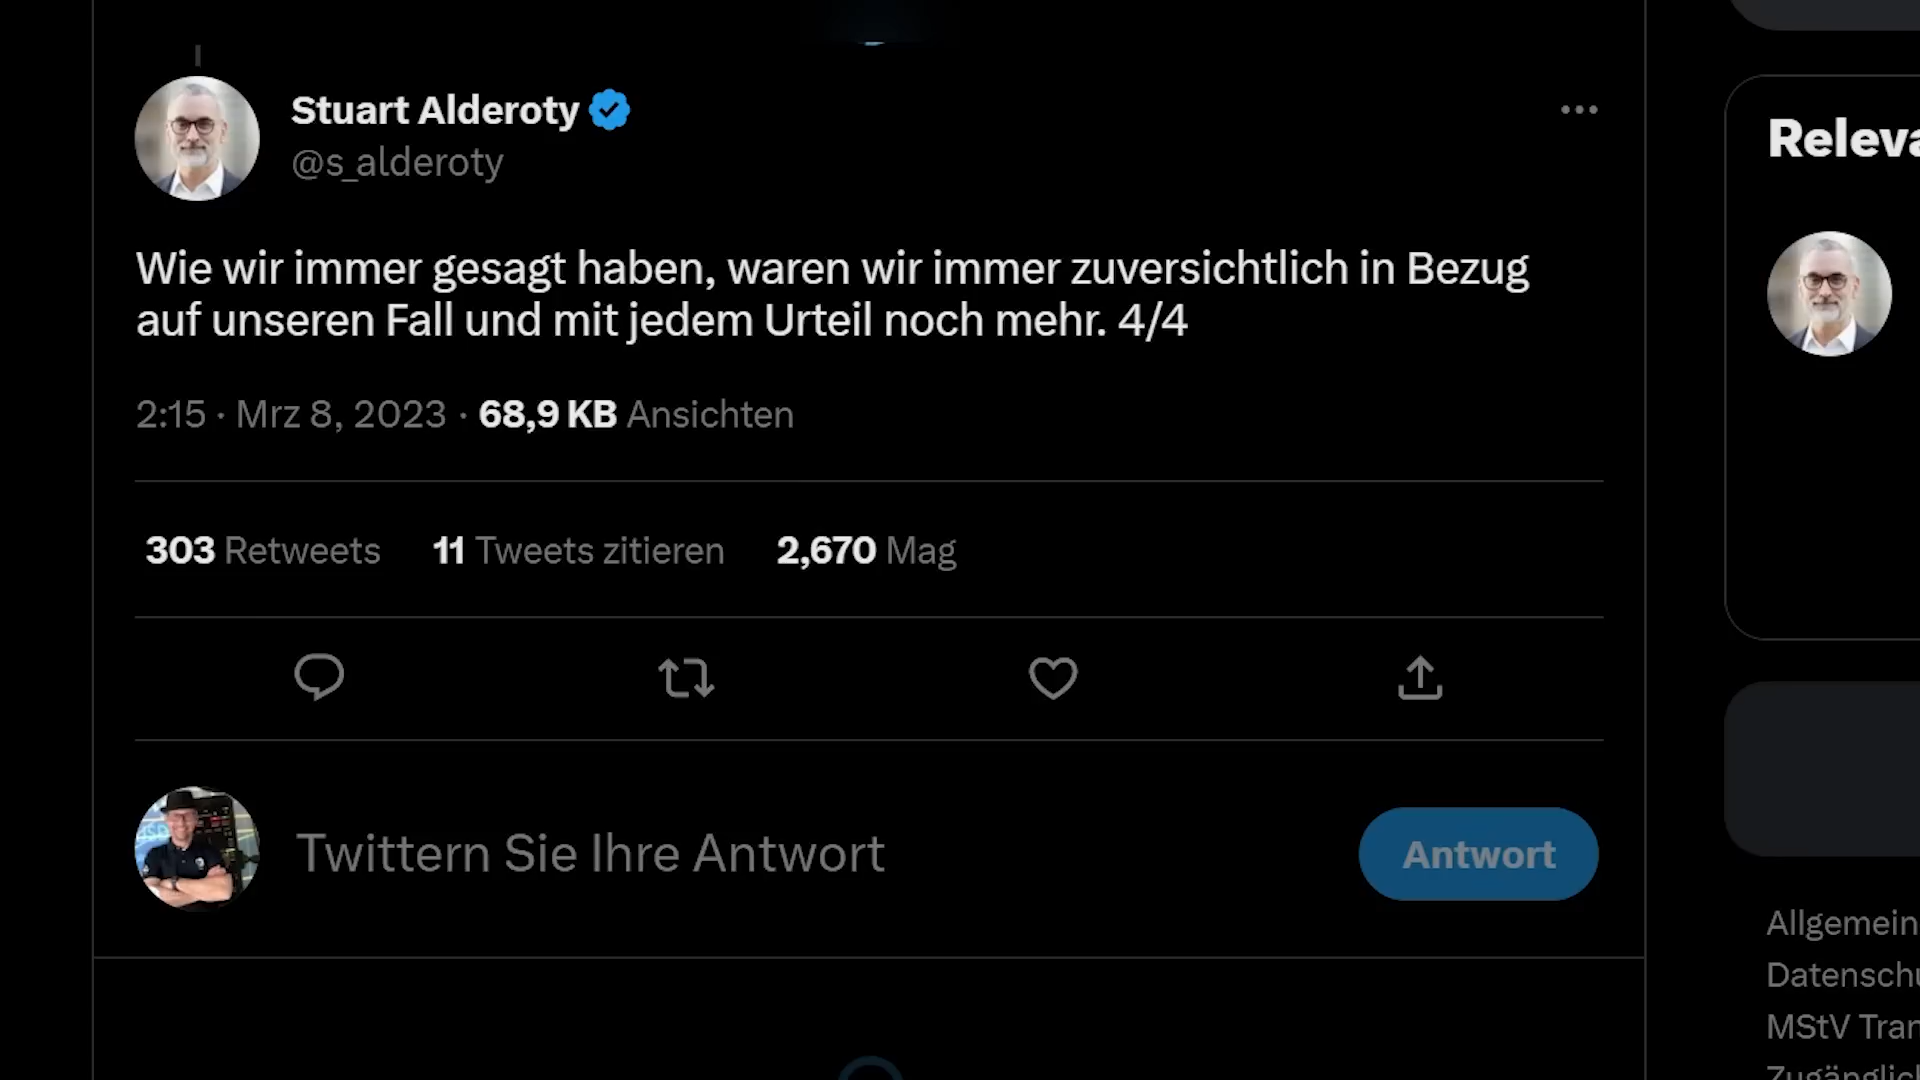 Stuart Alderoty
@s_alderoty
Wie wir immer gesagt haben, waren wir immer zuversichtlich in Bezug
auf unseren Fall und mit jedem Urteil noch mehr. 4/4
2:15 · Mrz 8, 2023 · 68,9 KB Ansichten
303 Retweets 11 Tweets zitieren 2,670 Mag
Twittern Sie Ihre Antwort
Antwort
Releva
Allgemein
Datenschu
MStV Tran